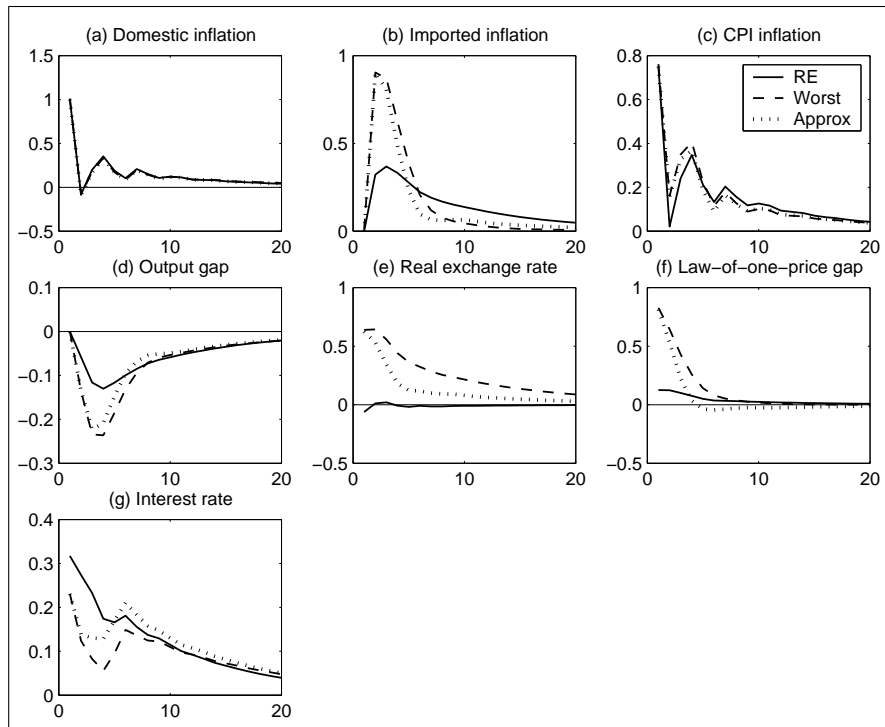 (a) Domestic inflation
1.5
1
0.5
0
−0.5
0 10 20
(b) Imported inflation
1
0.5
0
0 10 20
(c) CPI inflation
0.8
0.6
0.4
0.2
0
0 10 20
RE
Worst
Approx
(d) Output gap
0.1
0
−0.1
−0.2
−0.3
0 10 20
(e) Real exchange rate
1
0.5
0
−0.5
0 10 20
(f) Law−of−one−price gap
1
0.5
0
−0.5
0 10 20
(g) Interest rate
0.4
0.3
0.2
0.1
0
0 10 20